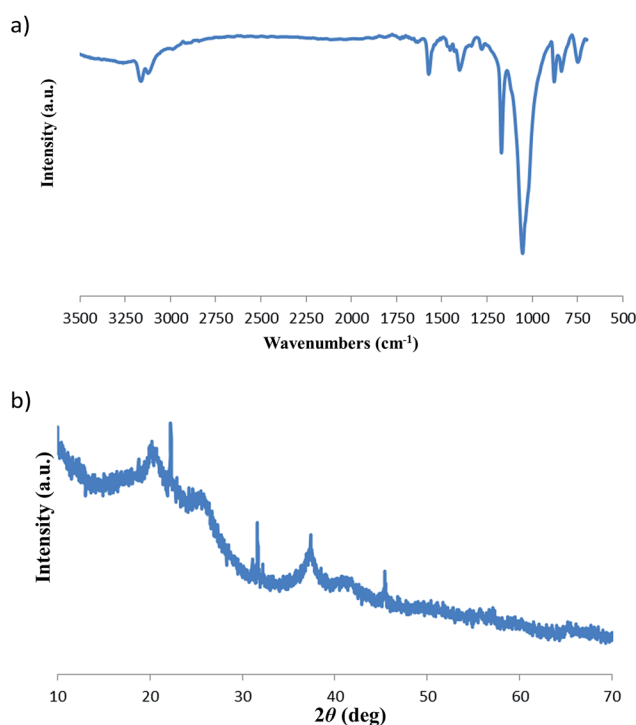 a)
Intensity (a.u.)
3500 3250 3000 2750 2500 2250 2000 1750 1500 1250 1000 750 500
Wavenumbers (cm⁻¹)
b)
Intensity (a.u.)
10 20 30 40 50 60 70
2θ (deg)